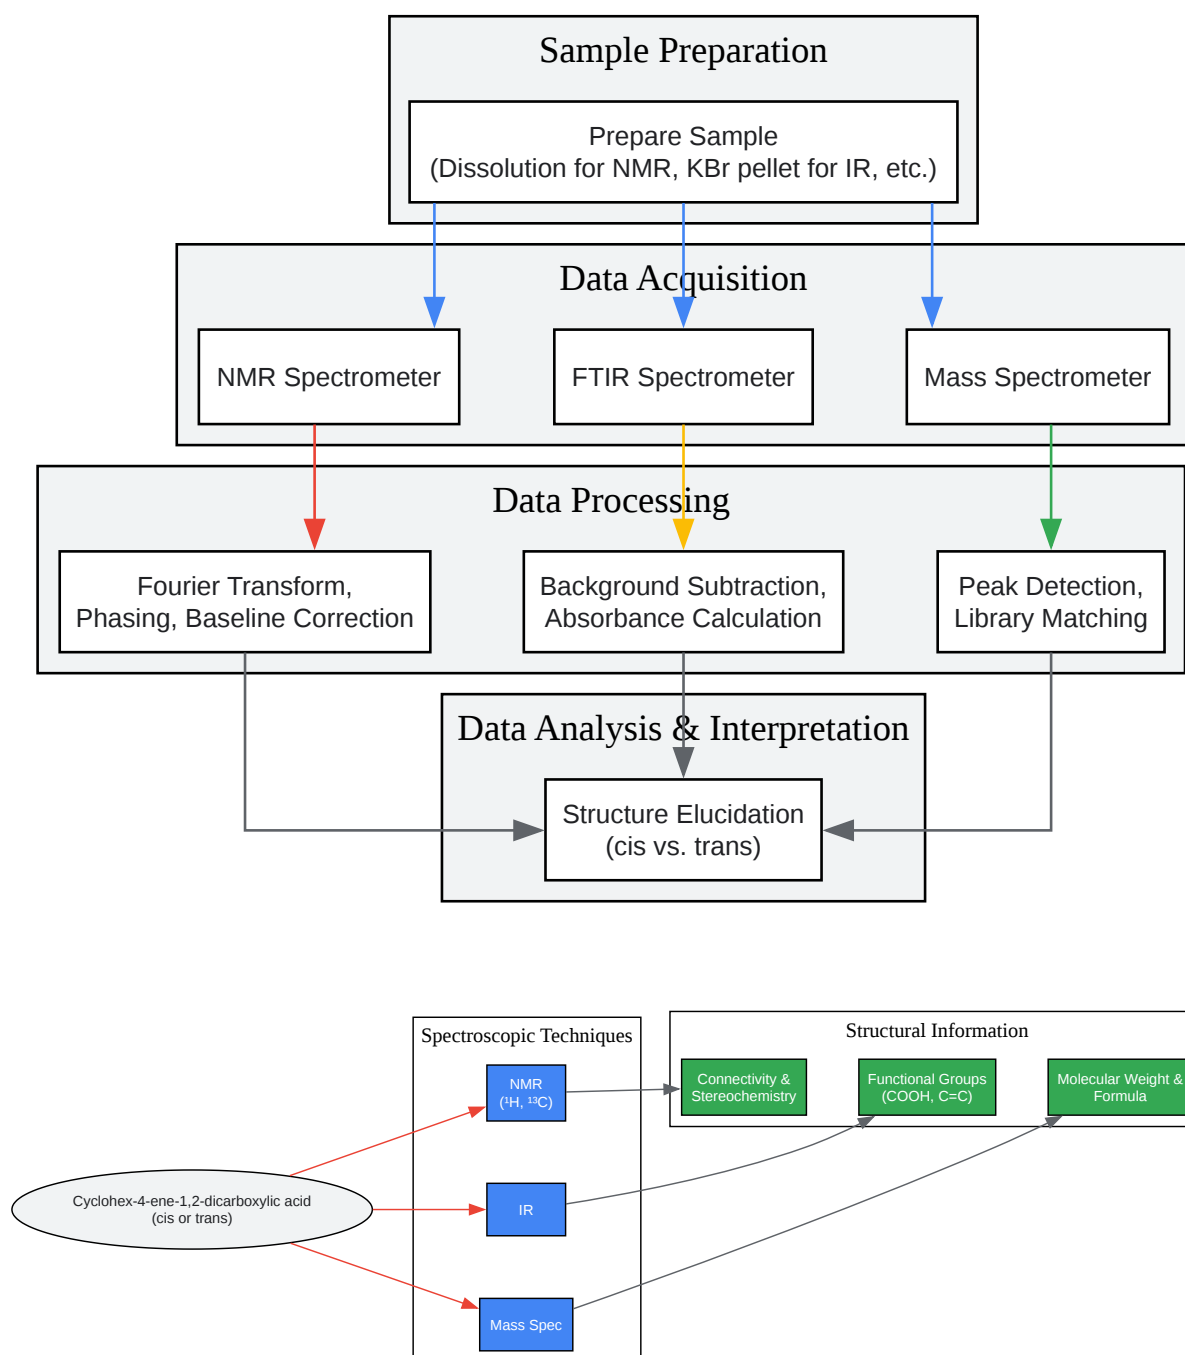 Sample Preparation
Prepare Sample
(Dissolution for NMR, KBr pellet for IR, etc.)
Data Acquisition
NMR Spectrometer
FTIR Spectrometer
Mass Spectrometer
Data Processing
Fourier Transform,
Phasing, Baseline Correction
Background Subtraction,
Absorbance Calculation
Peak Detection,
Library Matching
Data Analysis & Interpretation
Structure Elucidation
(cis vs. trans)
Spectroscopic Techniques
Structural Information
NMR
(¹H, ¹³C)
Connectivity &
Stereochemistry
Functional Groups
(COOH, C=C)
Molecular Weight &
Formula
Cyclohex-4-ene-1,2-dicarboxylic acid
(cis or trans)
IR
Mass Spec